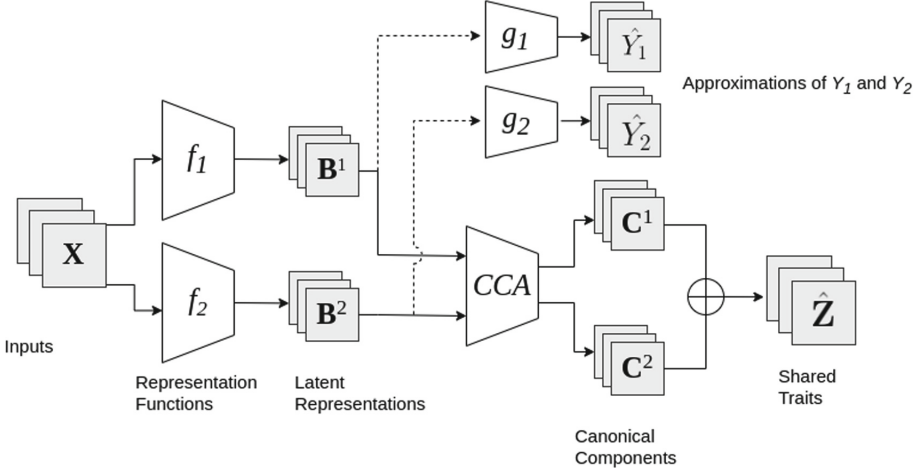 g₁
Ŷ₁
Approximations of Y₁ and Y₂
g₂
Ŷ₂
f₁
B¹
X
C¹
CCA
f₂
B²
Ẑ
C²
Inputs
Representation
Functions
Latent
Representations
Shared
Traits
Canonical
Components